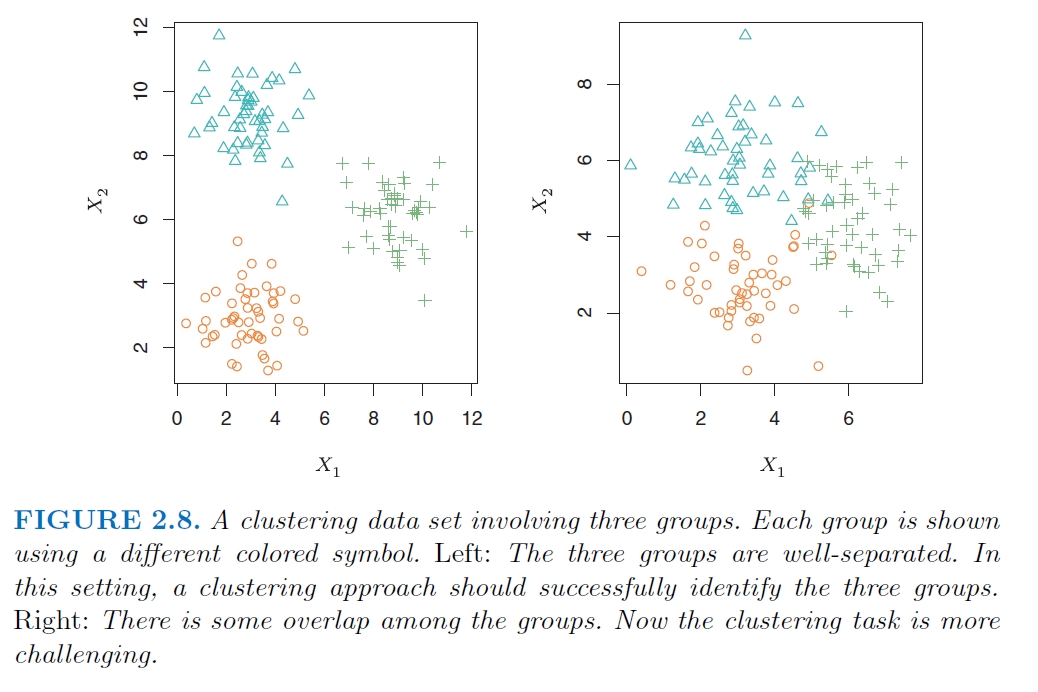 12
10
8
6
4
2
X2
0 2 4 6 8 10 12
X1
8
6
4
2
X2
0 2 4 6
X1
FIGURE 2.8. A clustering data set involving three groups. Each group is shown
using a different colored symbol. Left: The three groups are well-separated. In
this setting, a clustering approach should successfully identify the three groups.
Right: There is some overlap among the groups. Now the clustering task is more
challenging.